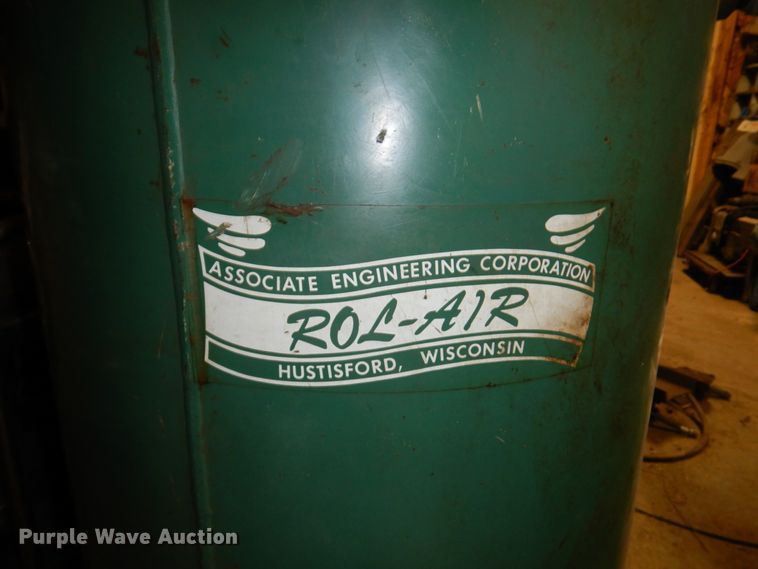 ASSOCIATE ENGINEERING CORPORATION
ROL-AIR
HUSTISFORD, WISCONSIN
Purple Wave Auction®